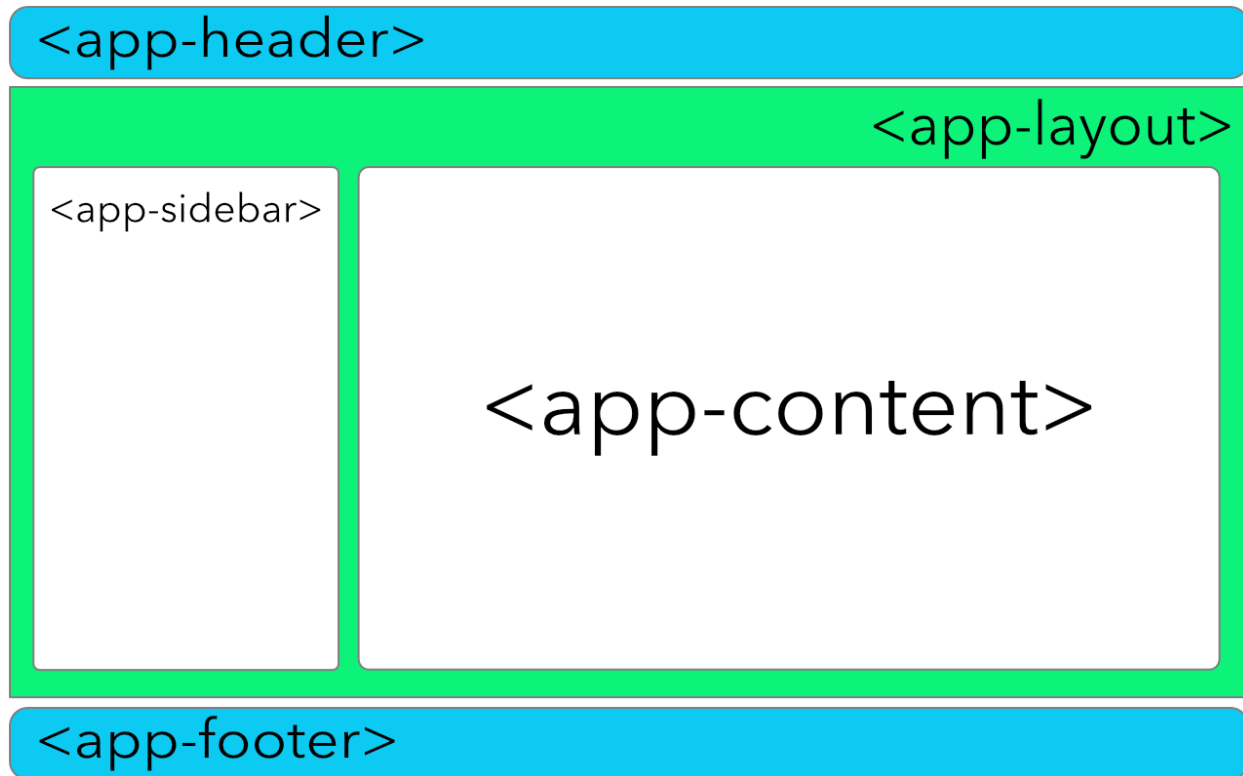 <app-header>
<app-layout>
<app-sidebar>
<app-content>
<app-footer>